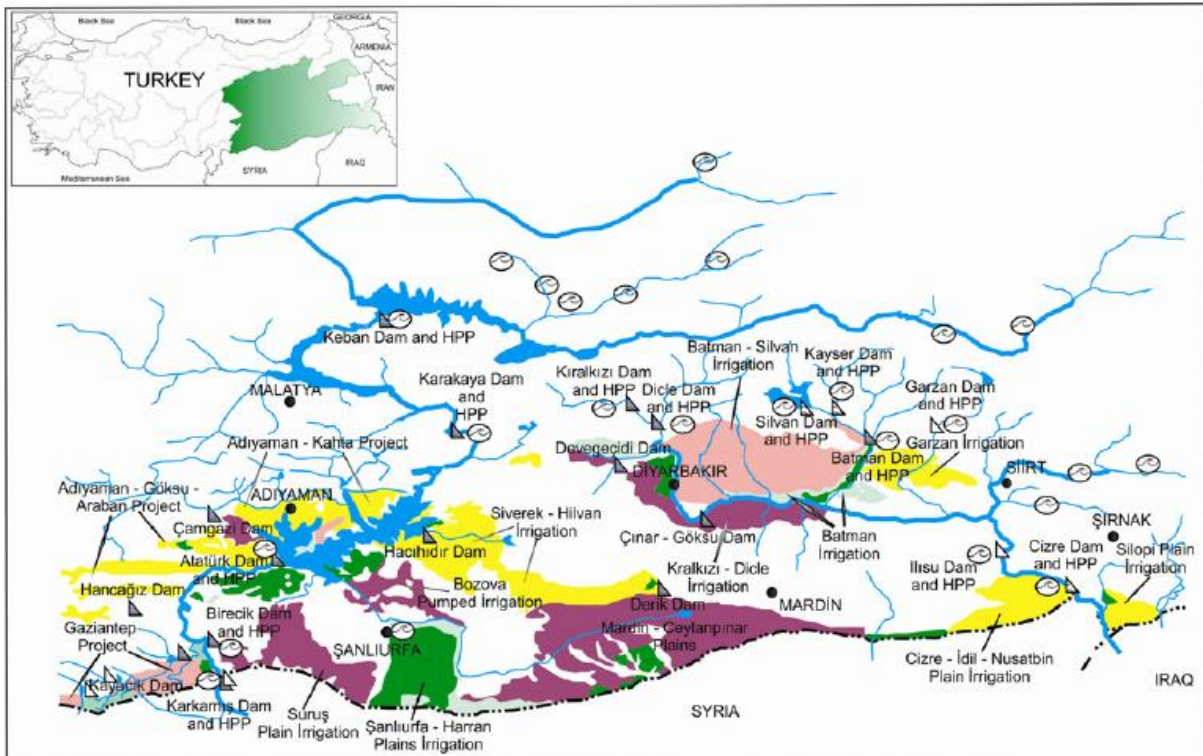 Black Sea
Black Sea
GEORGIA
ARMENIA
TURKEY
IRAN
SYRIA
IRAQ
Mediterranean Sea
Keban Dam and HPP
MALATYA
Karakaya Dam
and
HPP
Kıralkızı Dam
and HPP
Dicle Dam
and HPP
Batman - Silvan
Irrigation
Kayser Dam
and HPP
Silvan Dam
and HPP
Garzan Dam
and HPP
Garzan Irrigation
Batman Dam
and HPP
Adıyaman - Kahta Project
Devegeçidi Dam
DİYARBAKIR
SİİRT
Adıyaman - Göksu -
Araban Project
ADIYAMAN
Çamgazi Dam
Siverek - Hilvan
Irrigation
Hacıhıdır Dam
Çınar - Göksu Dam
Batman
Irrigation
ŞIRNAK
Atatürk Dam
and HPP
Hancağız Dam
Bozova
Pumped Irrigation
Kralkızı - Dicle
Irrigation
Ilısu Dam
and HPP
Cizre Dam
and HPP
Silopi Plain
Irrigation
Birecik Dam
and HPP
Derik Dam
MARDİN
Gaziantep
Project
ŞANLIURFA
Mardin - Ceylanpınar
Plains
Kayacık Dam
Karkamış Dam
and HPP
Suruş
Plain Irrigation
Şanlıurfa - Harran
Plains Irrigation
Cizre - İdil - Nusatbin
Plain Irrigation
SYRIA
IRAQ